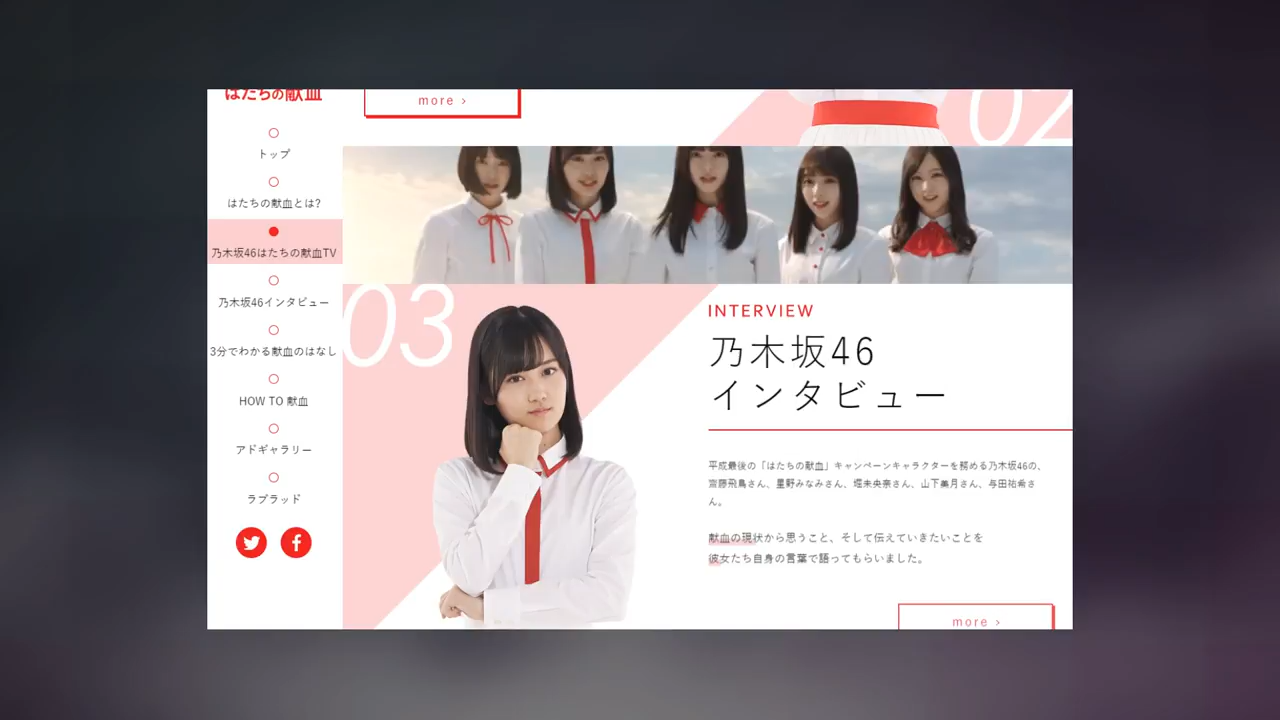 はたちの献血
トップ
はたちの献血とは?
乃木坂46はたちの献血TV
乃木坂46インタビュー
3分でわかる献血のはなし
HOW TO 献血
アドギャラリー
ラブラッド
more ›
02
03
INTERVIEW
乃木坂46
インタビュー
平成最後の「はたちの献血」キャンペーンキャラクターを務める乃木坂46の、
齋藤飛鳥さん、星野みなみさん、堀未央奈さん、山下美月さん、与田祐希さ
ん。
献血の現状から思うこと、そして伝えていきたいことを
彼女たち自身の言葉で語ってもらいました。
more ›